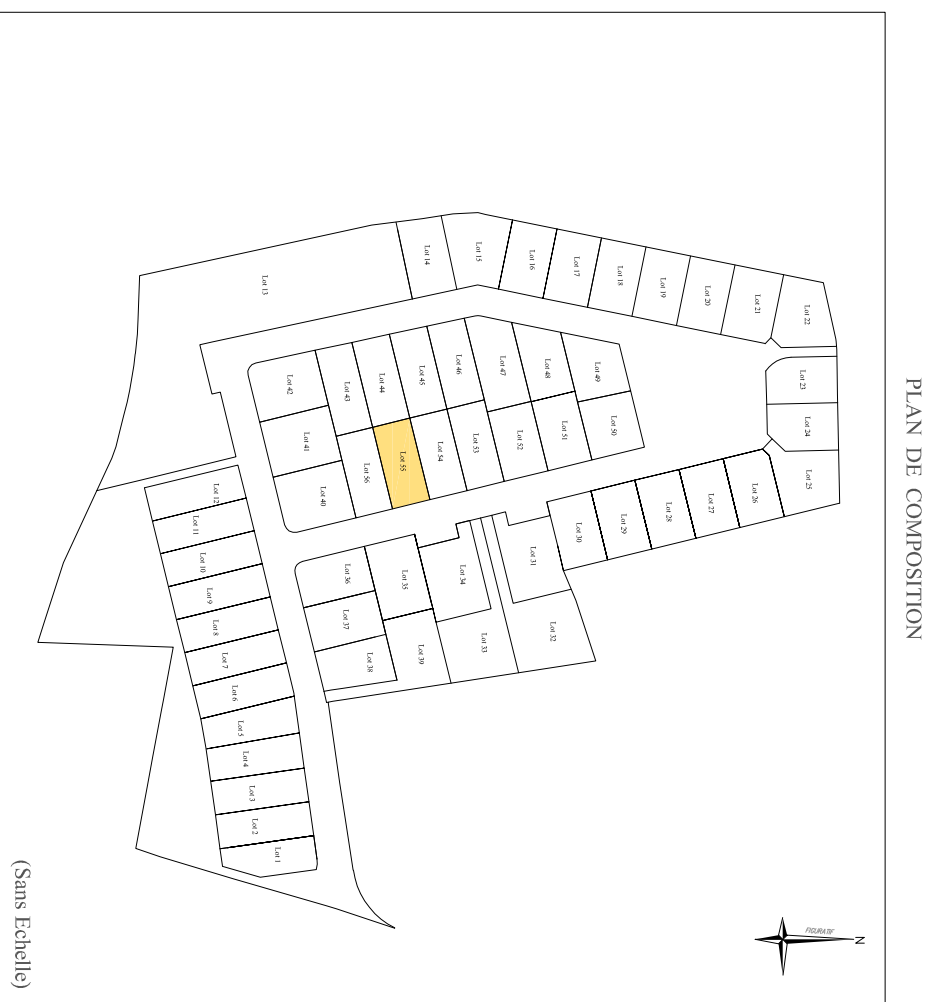 PLAN DE COMPOSITION
Lot 22
Lot 23
Lot 24
Lot 25
Lot 21
Lot 26
Lot 20
Lot 27
Lot 19
Lot 28
Lot 18
Lot 29
Lot 17
Lot 30
Lot 16
Lot 15
Lot 14
Lot 13
Lot 49
Lot 50
Lot 48
Lot 51
Lot 47
Lot 52
Lot 46
Lot 53
Lot 45
Lot 54
Lot 44
Lot 55
Lot 43
Lot 56
Lot 42
Lot 41
Lot 40
Lot 31
Lot 32
Lot 34
Lot 33
Lot 35
Lot 39
Lot 36
Lot 37
Lot 38
Lot 12
Lot 11
Lot 10
Lot 9
Lot 8
Lot 7
Lot 6
Lot 5
Lot 4
Lot 3
Lot 2
Lot 1
FIGURATIF
N
(Sans Echelle)